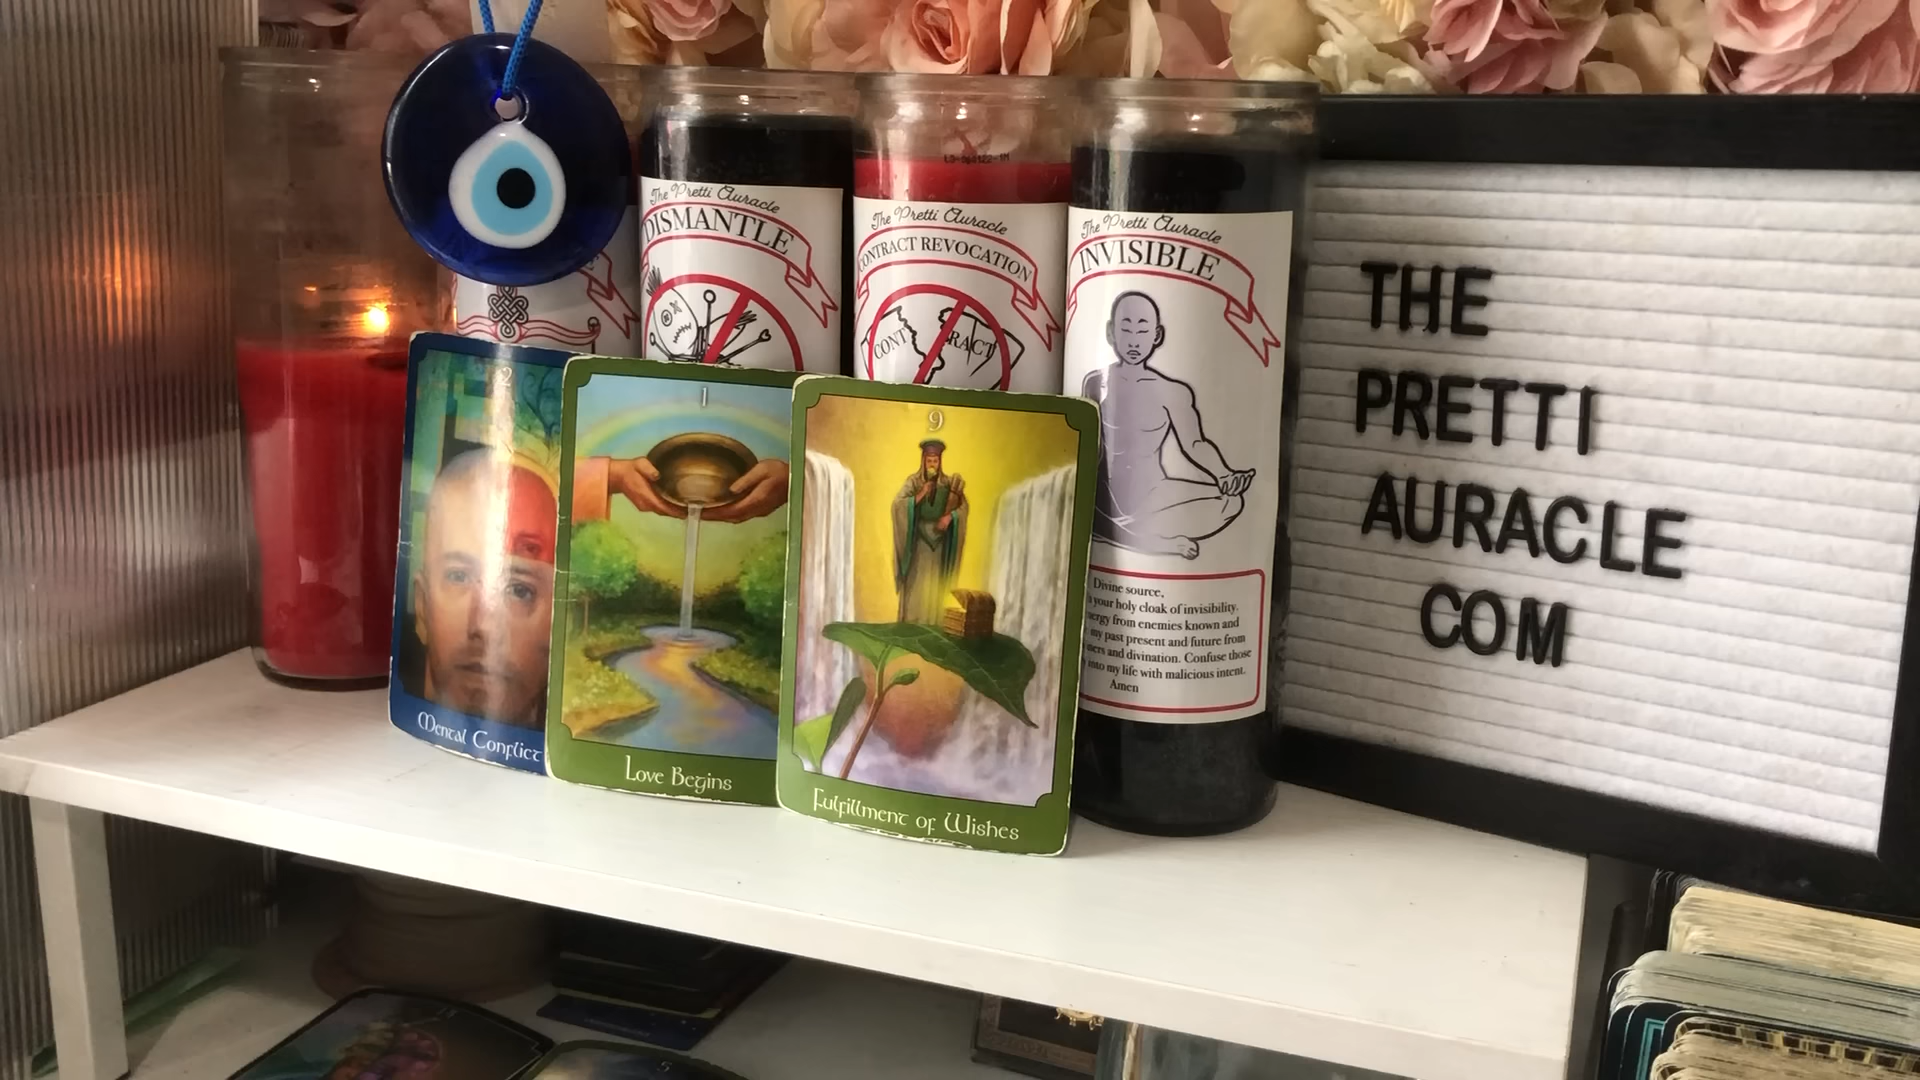 The Pretti Auracle
DISMANTLE
The Pretti Auracle
CONTRACT REVOCATION
CONT RACT
The Pretti Auracle
INVISIBLE
Divine source,
your holy cloak of invisibility.
from enemies known and
my past present and future from
and divination. Confuse those
into my life with malicious intent.
Amen
2
Mental Conflict
1
Love Begins
9
Fulfillment of Wishes
THE
PRETTI
AURACLE
COM